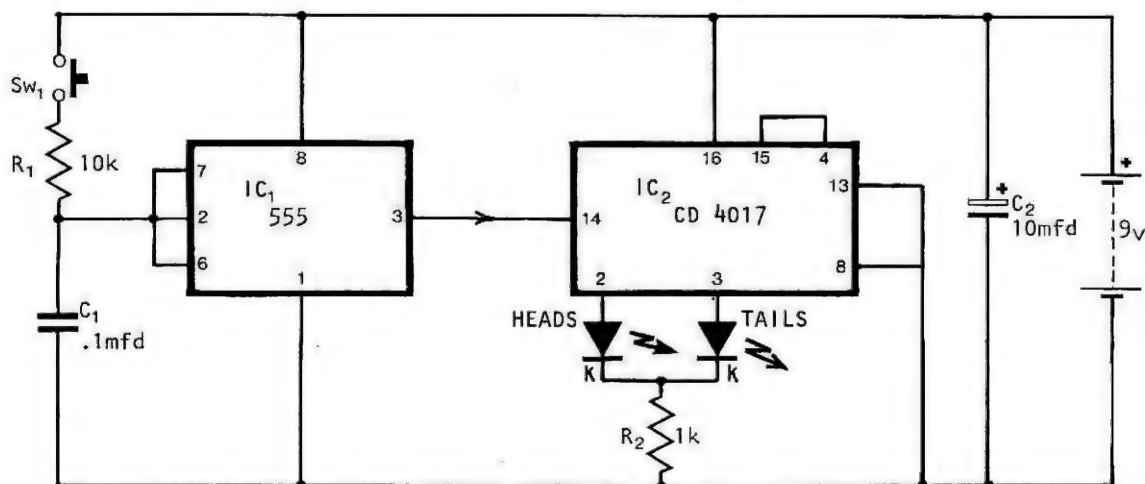 Sw1
R1 10k
C1
.1mfd
7
2
6
8
IC1
555
3
1
14
16
15
4
IC2
CD 4017
13
8
2
3
HEADS
TAILS
K
K
R2 1k
+
C2
10mfd
+
9v